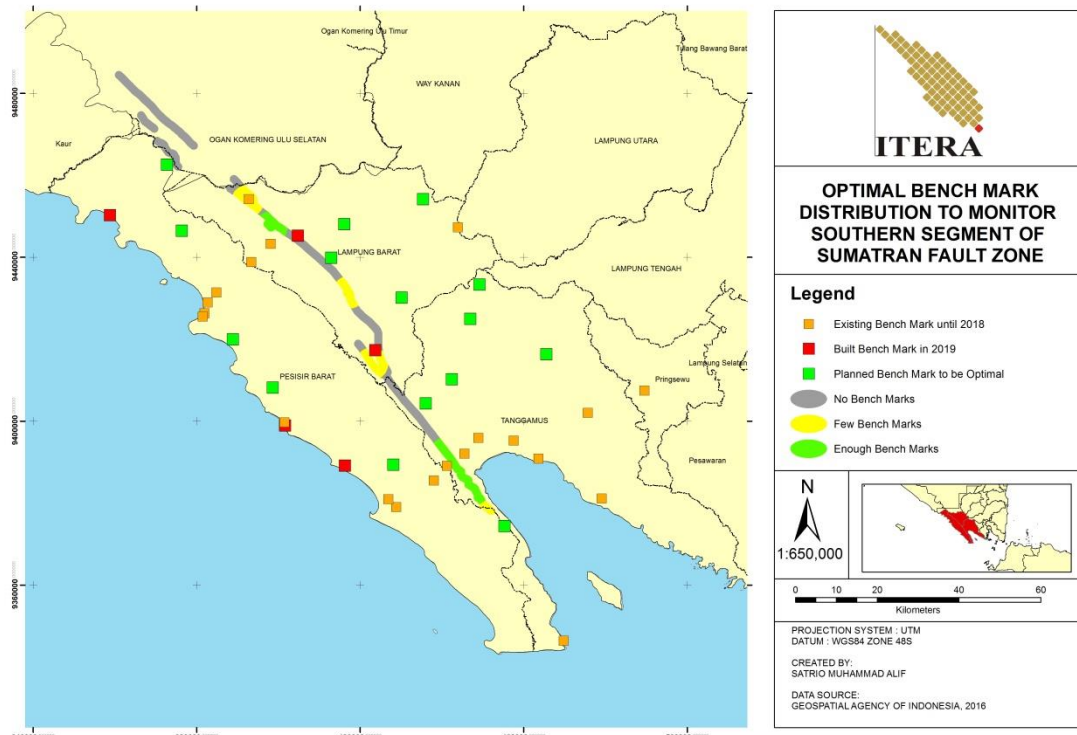 Ogan Komering Ulu Timur
Tulang Bawang Barat
WAY KANAN
9480000
OGAN KOMERING ULU SELATAN
LAMPUNG UTARA
Kaur
LAMPUNG BARAT
9440000
LAMPUNG TENGAH
Lampung Selatan
PESISIR BARAT
Pringsewu
9400000
TANGGAMUS
Pesawaran
9360000
ITERA
OPTIMAL BENCH MARK
DISTRIBUTION TO MONITOR
SOUTHERN SEGMENT OF
SUMATRAN FAULT ZONE
Legend
Existing Bench Mark until 2018
Built Bench Mark in 2019
Planned Bench Mark to be Optimal
No Bench Marks
Few Bench Marks
Enough Bench Marks
N
1:650,000
0 10 20 40 60
Kilometers
PROJECTION SYSTEM : UTM
DATUM : WGS84 ZONE 48S
CREATED BY:
SATRIO MUHAMMAD ALIF
DATA SOURCE:
GEOSPATIAL AGENCY OF INDONESIA, 2016